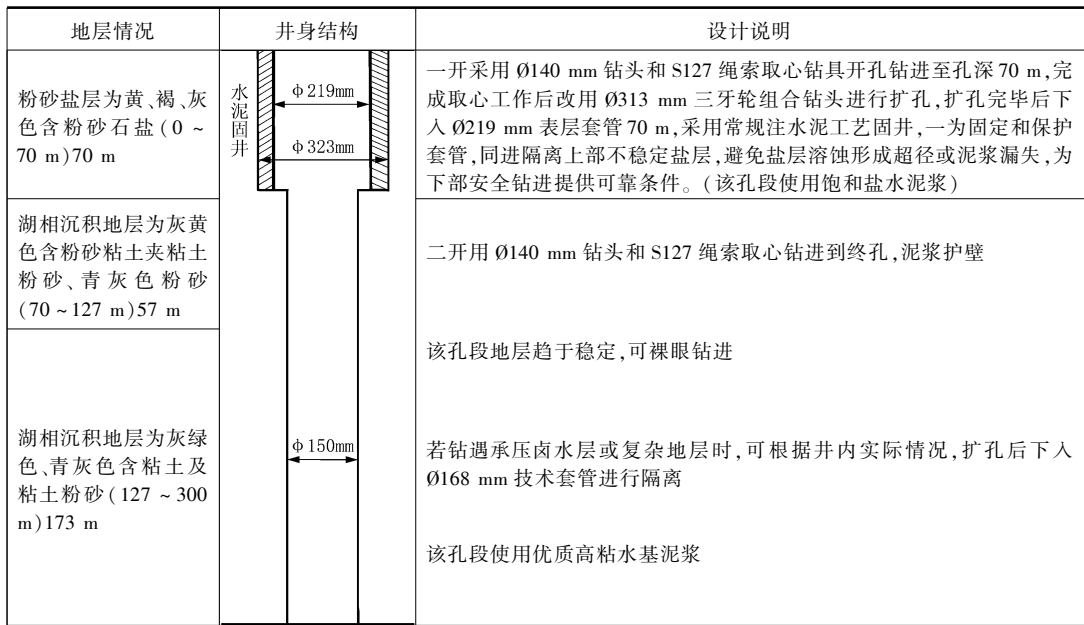 地层情况
井身结构
设计说明
粉砂盐层为黄、褐、灰
色含粉砂石盐(0 ~
70 m)70 m
水泥固井
φ219mm
φ323mm
一开采用 Ø140 mm 钻头和 S127 绳索取心钻具开孔钻进至孔深 70 m,完
成取心工作后改用 Ø313 mm 三牙轮组合钻头进行扩孔,扩孔完毕后下
入 Ø219 mm 表层套管 70 m,采用常规注水泥工艺固井,一为固定和保护
套管,同进隔离上部不稳定盐层,避免盐层溶蚀形成超径或泥浆漏失,为
下部安全钻进提供可靠条件。(该孔段使用饱和盐水泥浆)
湖相沉积地层为灰黄
色含粉砂粘土夹粘土
粉砂、青灰色粉砂
(70 ~ 127 m)57 m
二开用 Ø140 mm 钻头和 S127 绳索取心钻进到终孔,泥浆护壁
湖相沉积地层为灰绿
色、青灰色含粘土及
粘土粉砂(127 ~ 300
m)173 m
φ150mm
该孔段地层趋于稳定,可裸眼钻进
若钻遇承压卤水层或复杂地层时,可根据井内实际情况,扩孔后下入
Ø168 mm 技术套管进行隔离
该孔段使用优质高粘水基泥浆